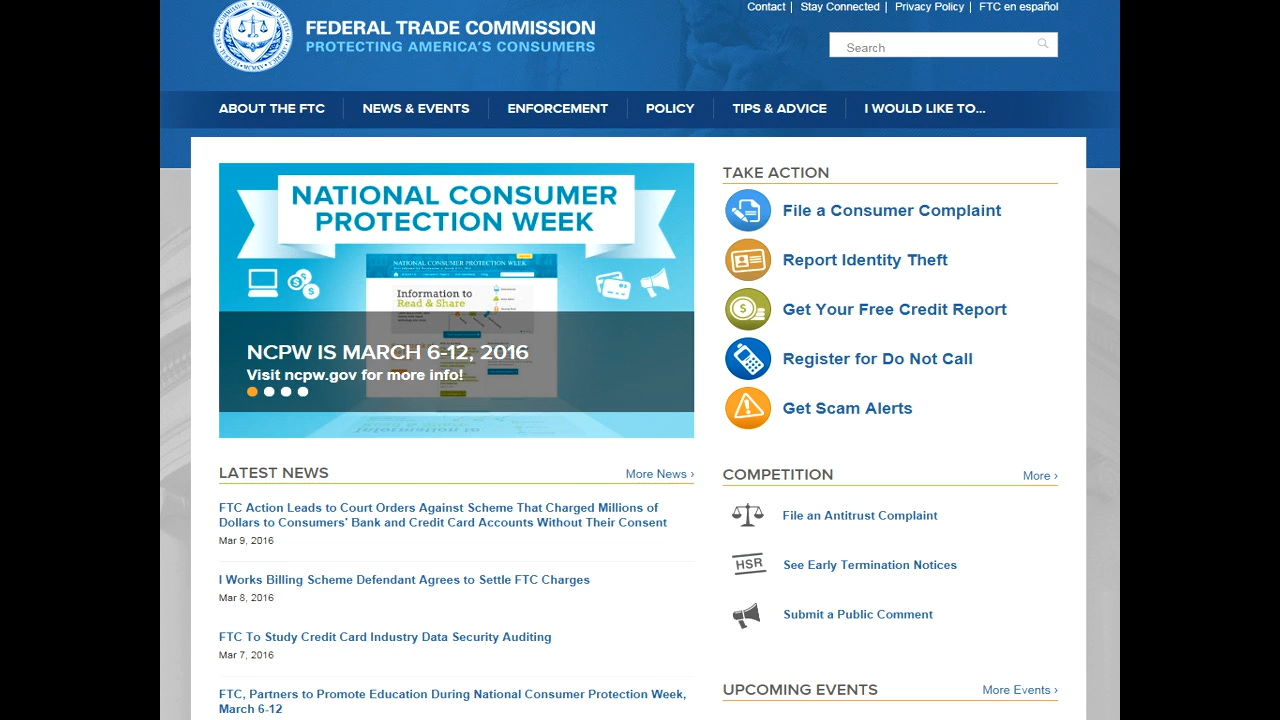 Contact | Stay Connected | Privacy Policy | FTC en español
FEDERAL TRADE COMMISSION
PROTECTING AMERICA'S CONSUMERS
Search
ABOUT THE FTC
NEWS & EVENTS
ENFORCEMENT
POLICY
TIPS & ADVICE
I WOULD LIKE TO...
NATIONAL CONSUMER
PROTECTION WEEK
NATIONAL CONSUMER PROTECTION WEEK
Information to
Read & Share
NCPW IS MARCH 6-12, 2016
Visit ncpw.gov for more info!
TAKE ACTION
File a Consumer Complaint
Report Identity Theft
Get Your Free Credit Report
Register for Do Not Call
Get Scam Alerts
LATEST NEWS
More News ›
FTC Action Leads to Court Orders Against Scheme That Charged Millions of
Dollars to Consumers' Bank and Credit Card Accounts Without Their Consent
Mar 9, 2016
I Works Billing Scheme Defendant Agrees to Settle FTC Charges
Mar 8, 2016
FTC To Study Credit Card Industry Data Security Auditing
Mar 7, 2016
FTC, Partners to Promote Education During National Consumer Protection Week,
March 6-12
COMPETITION
More ›
File an Antitrust Complaint
HSR
See Early Termination Notices
Submit a Public Comment
UPCOMING EVENTS
More Events ›